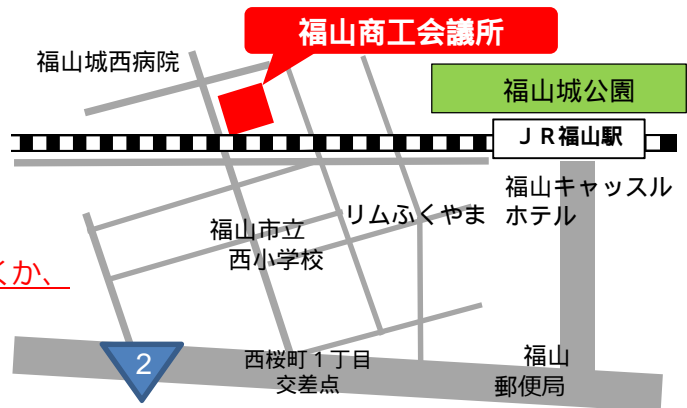 福山商工会議所
福山城西病院
福山城公園
ＪＲ福山駅
福山キャッスル
ホテル
リムふくやま
福山市立
西小学校
くか、
2
西桜町１丁目
交差点
福山
郵便局